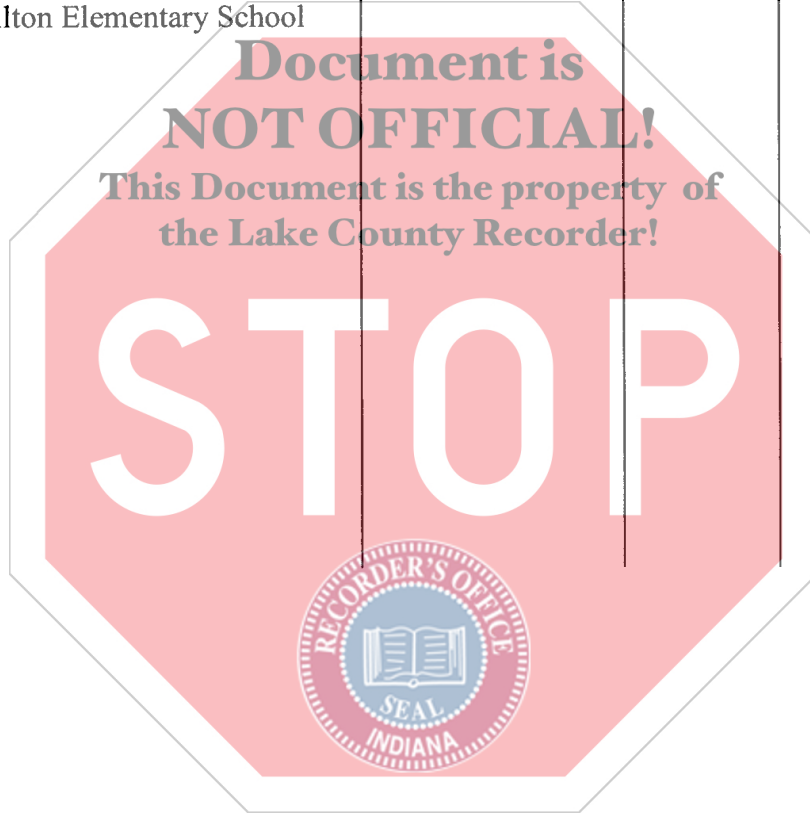 Elementary School
Document is
NOT OFFICIAL!
This Document is the property of
the Lake County Recorder!
STOP
RECORDER'S OFFICE
SEAL
INDIANA